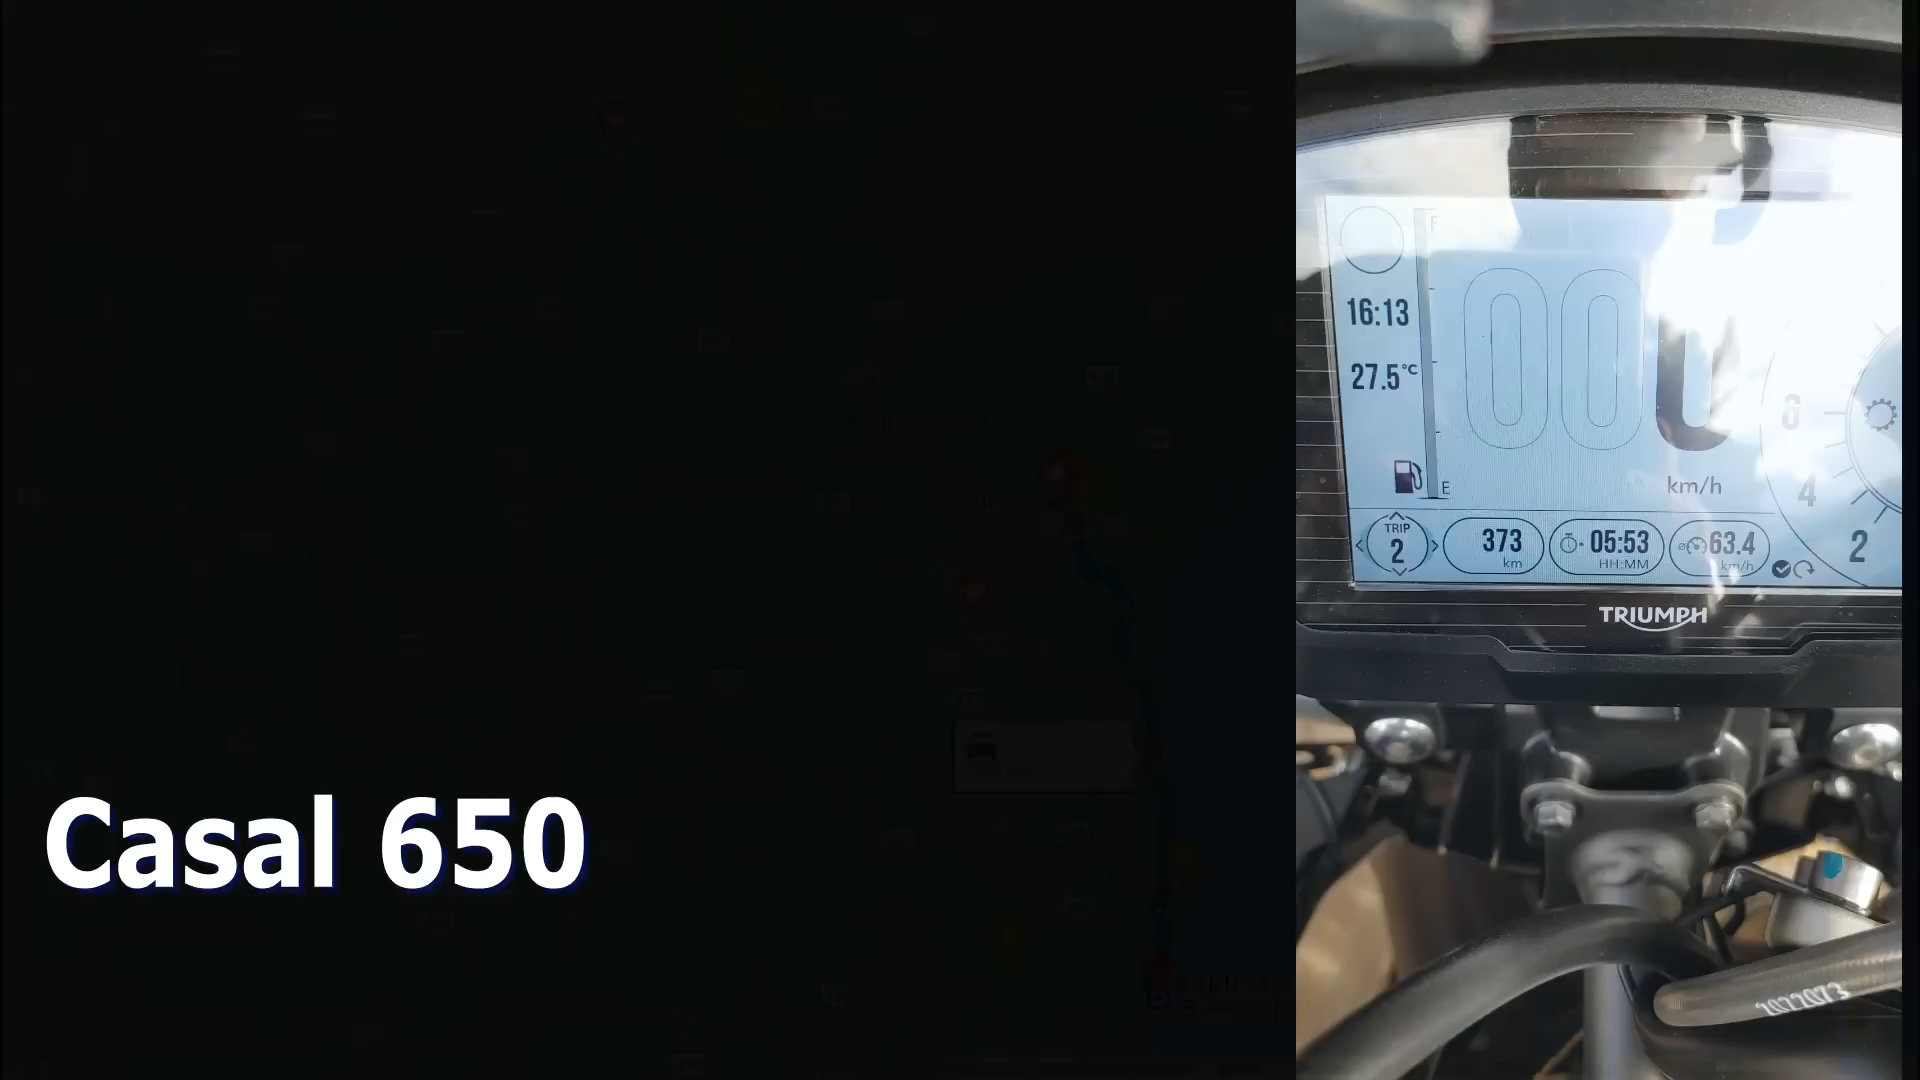 Casal 650
F
16:13
27.5°C
000
km/h
E
6
4
2
TRIP
2
373
km
05:53
HH:MM
63.4
km/h
TRIUMPH
2022073